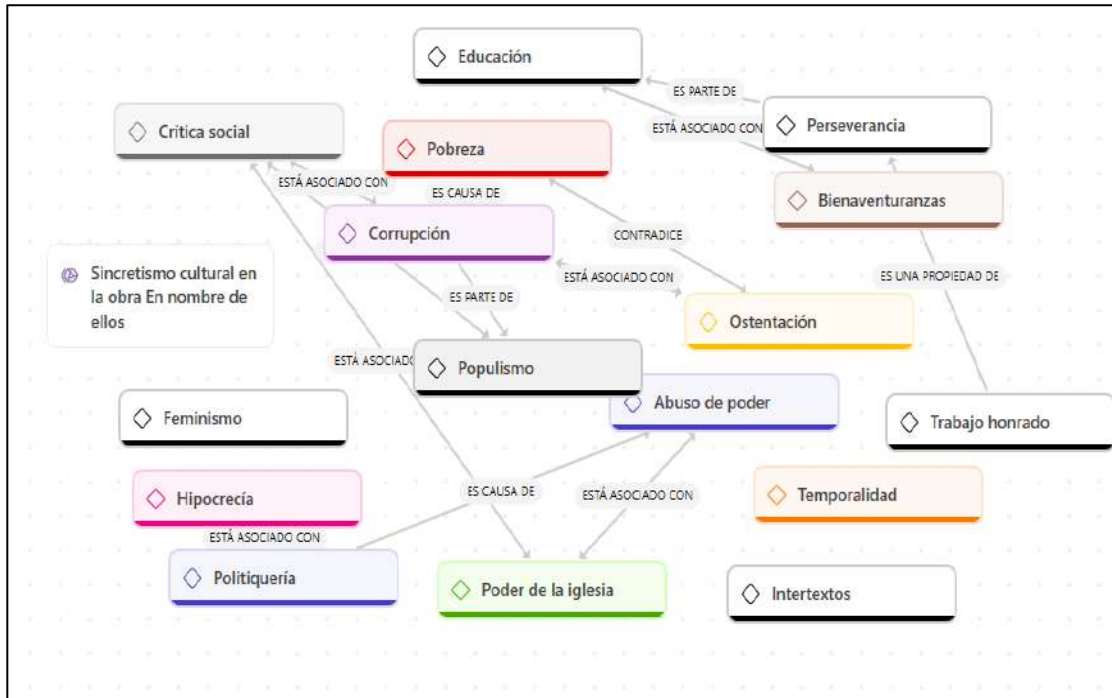 Educación
ES PARTE DE
Perseverancia
Crítica social
ESTÁ ASOCIADO CON
Pobreza
ESTÁ ASOCIADO CON
ES CAUSA DE
Bienaventuranzas
Corrupción
CONTRADICE
Sincretismo cultural en
la obra En nombre de
ellos
ESTÁ ASOCIADO CON
ES UNA PROPIEDAD DE
ES PARTE DE
Ostentación
ESTÁ ASOCIADO
Populismo
Abuso de poder
Feminismo
Trabajo honrado
Hipocrecía
ES CAUSA DE
ESTÁ ASOCIADO CON
Temporalidad
ESTÁ ASOCIADO CON
Politiquería
Poder de la iglesia
Intertextos